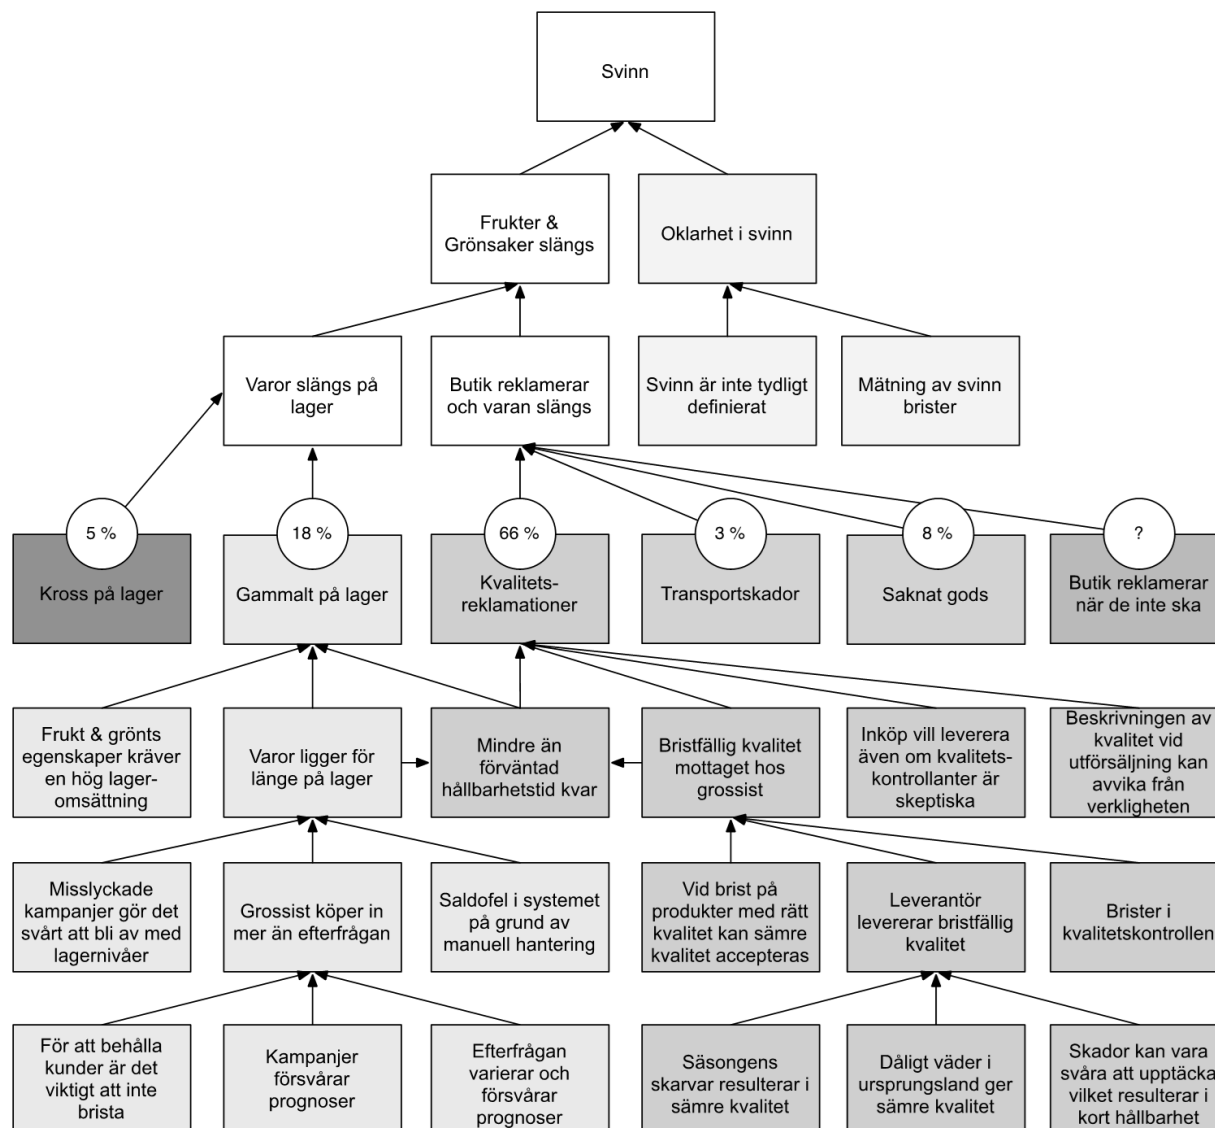 Svinn
Frukter &
Grönsaker slängs
Oklarhet i svinn
Varor slängs på
lager
Butik reklamerar
och varan slängs
Svinn är inte tydligt
definierat
Mätning av svinn
brister
5 %
18 %
66 %
3 %
8 %
?
Kross på lager
Gammalt på lager
Kvalitets-
reklamationer
Transportskador
Saknat gods
Butik reklamerar
när de inte ska
Frukt & grönts
egenskaper kräver
en hög lager-
omsättning
Varor ligger för
länge på lager
Mindre än
förväntad
hållbarhetstid kvar
Bristfällig kvalitet
mottaget hos
grossist
Inköp vill leverera
även om kvalitets-
kontrollanter är
skeptiska
Beskrivningen av
kvalitet vid
utförsäljning kan
avvika från
verkligheten
Misslyckade
kampanjer gör det
svårt att bli av med
lagernivåer
Grossist köper in
mer än efterfrågan
Saldofel i systemet
på grund av
manuell hantering
Vid brist på
produkter med rätt
kvalitet kan sämre
kvalitet accepteras
Leverantör
levererar bristfällig
kvalitet
Brister i
kvalitetskontrollen
För att behålla
kunder är det
viktigt att inte
brista
Kampanjer
försvårar
prognoser
Efterfrågan
varierar och
försvårar
prognoser
Säsongens
skarvar resulterar i
sämre kvalitet
Dåligt väder i
ursprungsland ger
sämre kvalitet
Skador kan vara
svåra att upptäcka
vilket resulterar i
kort hållbarhet